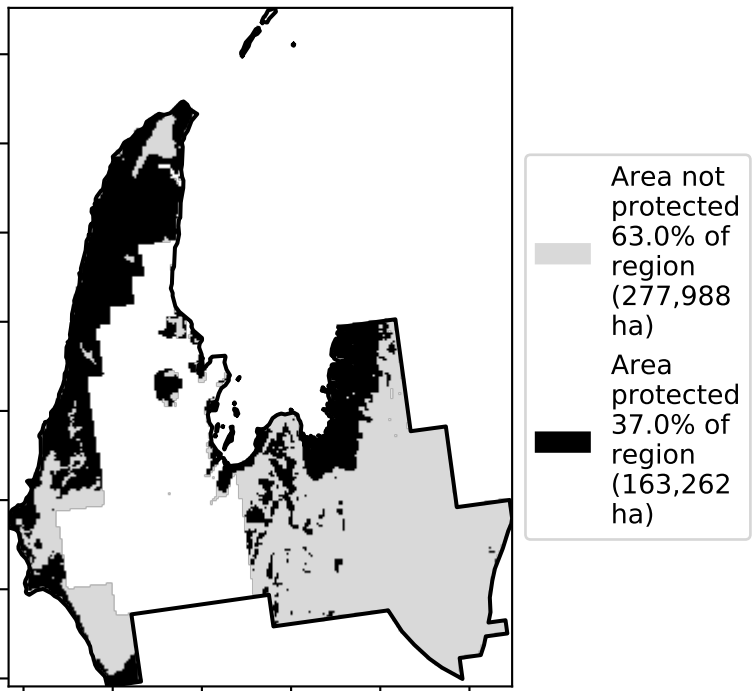 Area not
protected
63.0% of
region
(277,988
ha)
Area
protected
37.0% of
region
(163,262
ha)